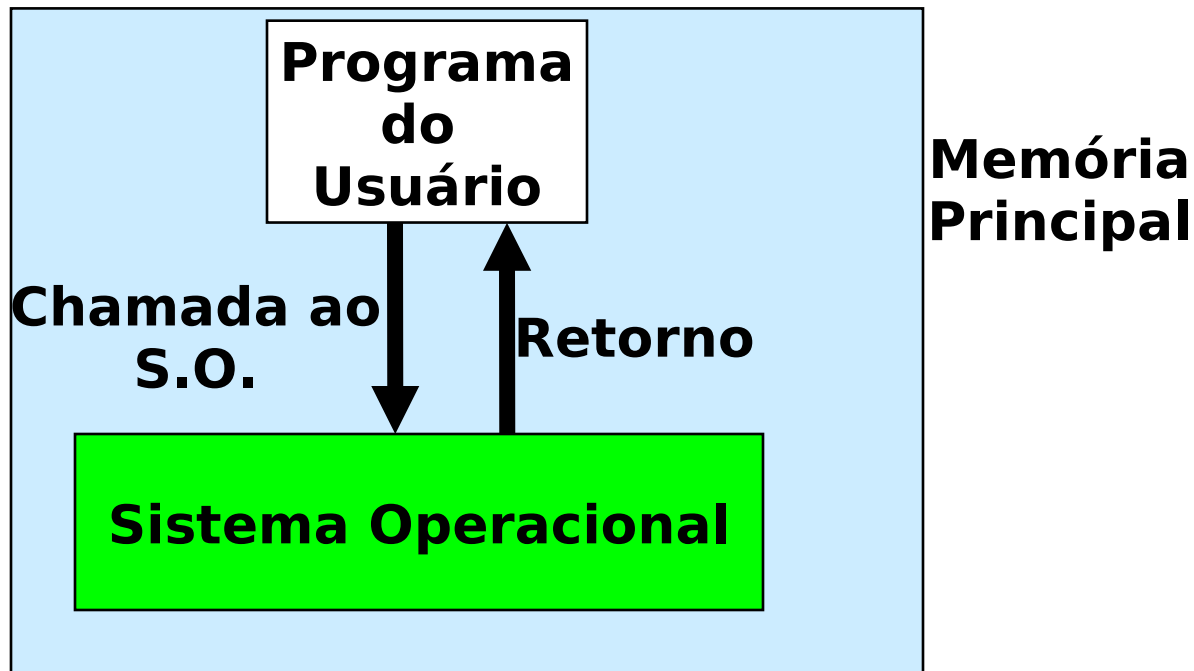 Programa
do
Usuário
Memória
Principal
Chamada ao
S.O.
Retorno
Sistema Operacional